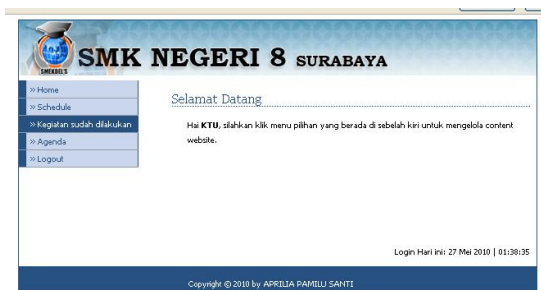 SMEKDELS
SMK NEGERI 8 SURABAYA
» Home
» Schedule
» Kegiatan sudah dilakukan
» Agenda
» Logout
Selamat Datang
Hai KTU, silahkan klik menu pilihan yang berada di sebelah kiri untuk mengelola content
website.
Login Hari ini: 27 Mei 2010 | 01:38:35
Copyright © 2010 by APRILIA PAMILU SANTI